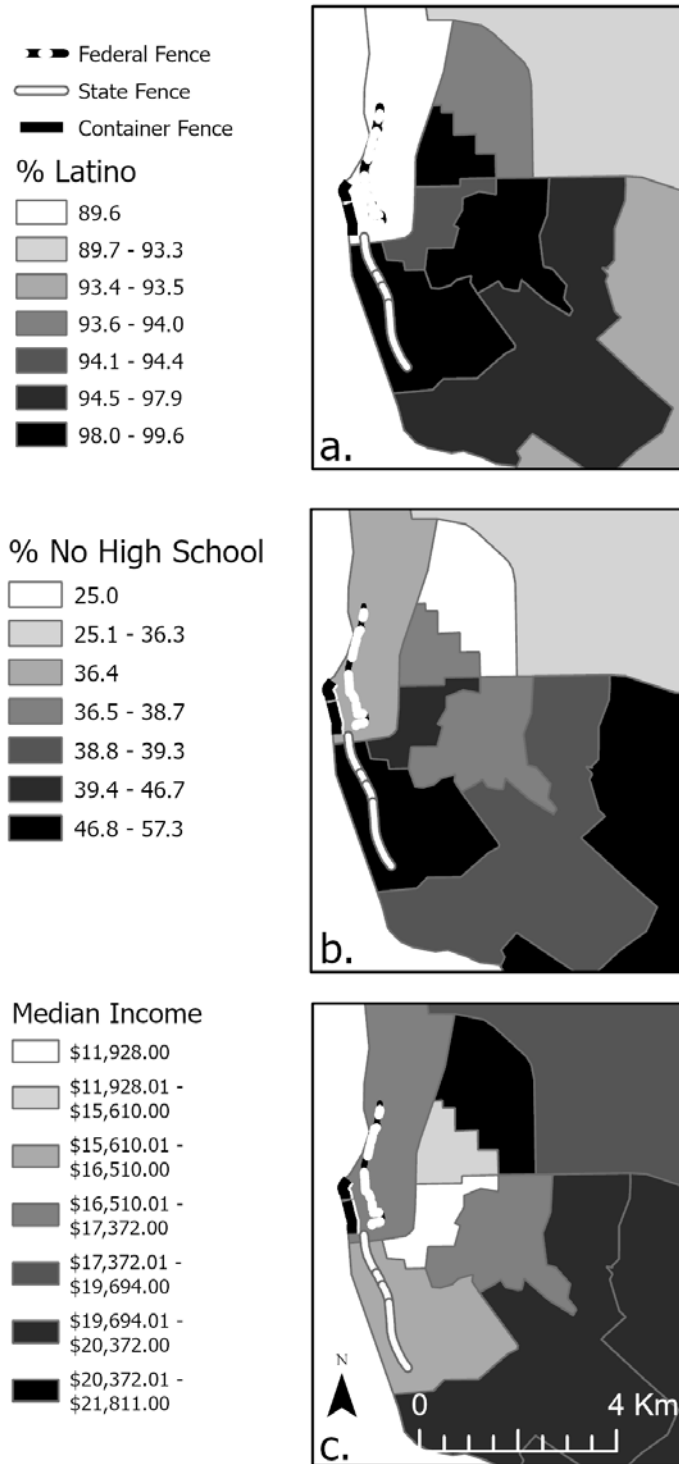 Federal Fence
State Fence
Container Fence
% Latino
89.6
89.7 - 93.3
93.4 - 93.5
93.6 - 94.0
94.1 - 94.4
94.5 - 97.9
98.0 - 99.6
a.
% No High School
25.0
25.1 - 36.3
36.4
36.5 - 38.7
38.8 - 39.3
39.4 - 46.7
46.8 - 57.3
b.
Median Income
$11,928.00
$11,928.01 -
$15,610.00
$15,610.01 -
$16,510.00
$16,510.01 -
$17,372.00
$17,372.01 -
$19,694.00
$19,694.01 -
$20,372.00
$20,372.01 -
$21,811.00
N
0 4 Km
c.